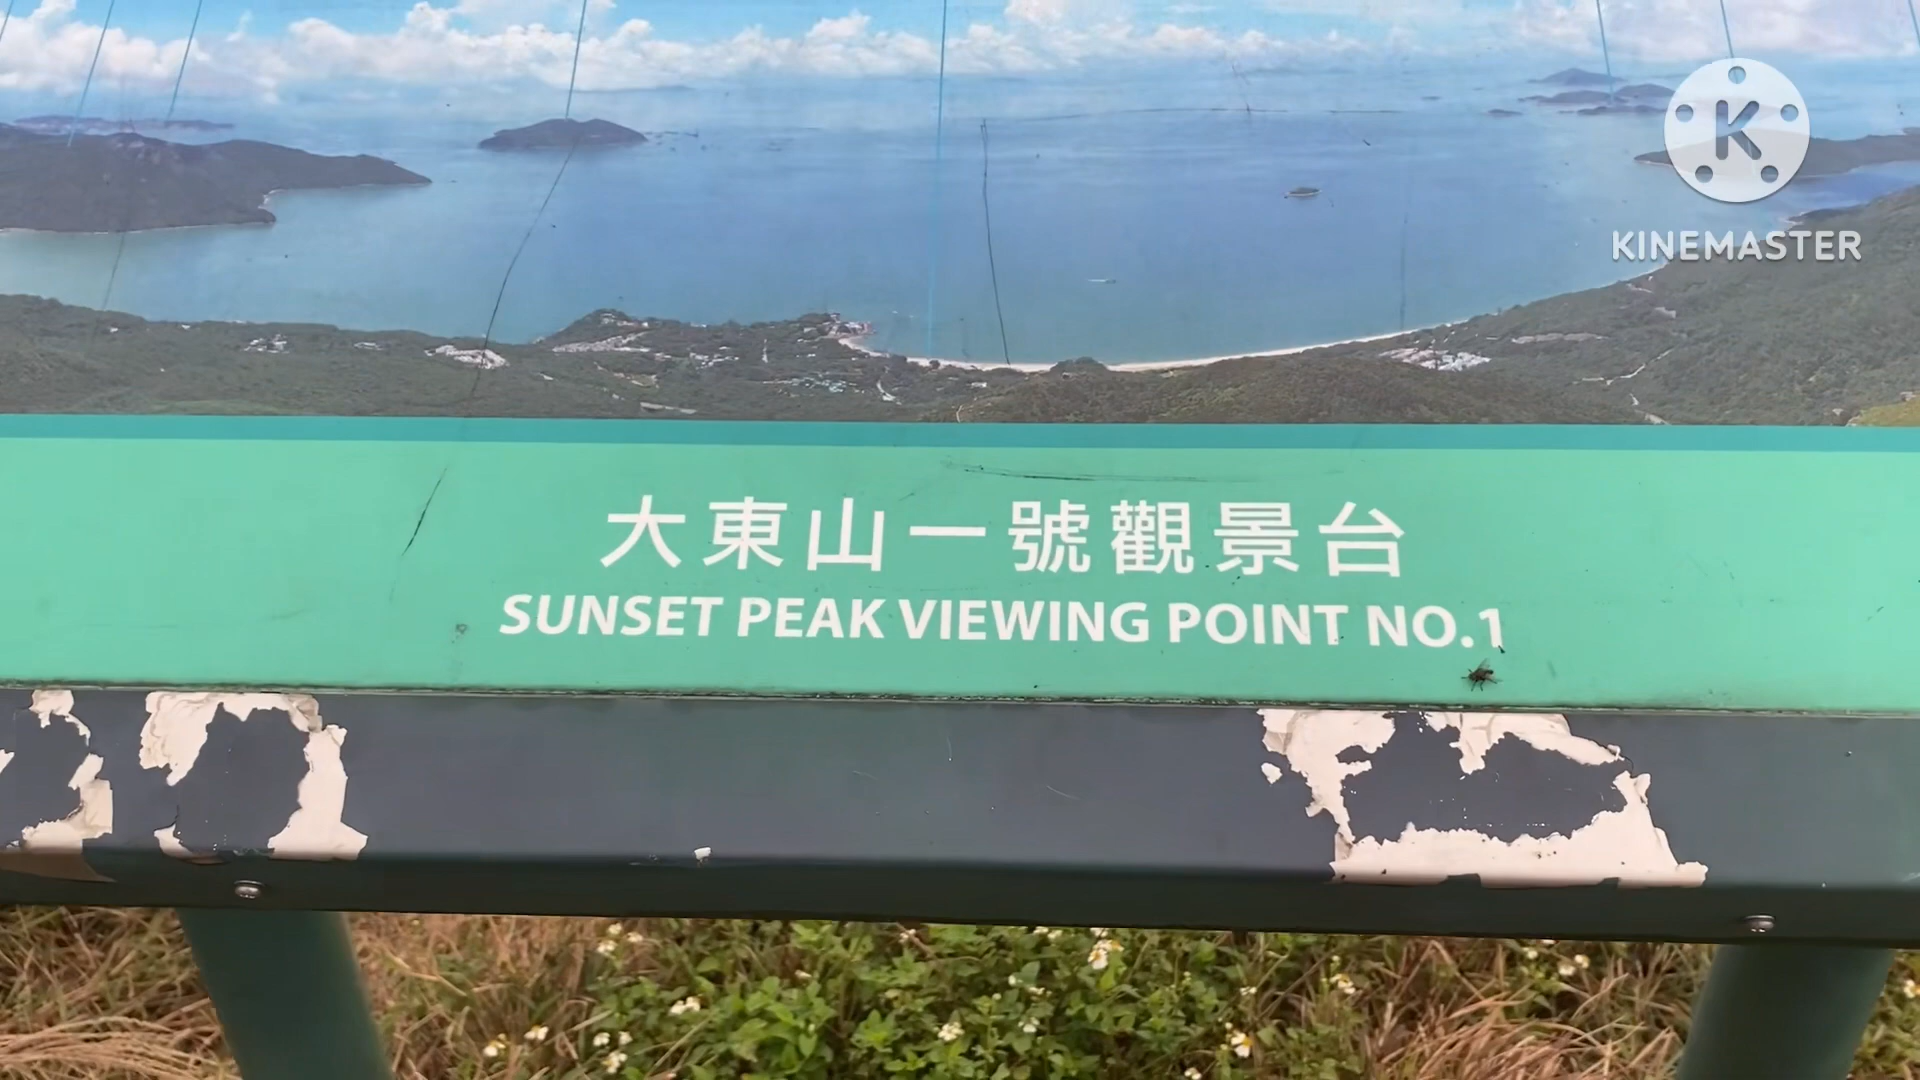 K
KINEMASTER
大東山一號觀景台
SUNSET PEAK VIEWING POINT NO.1